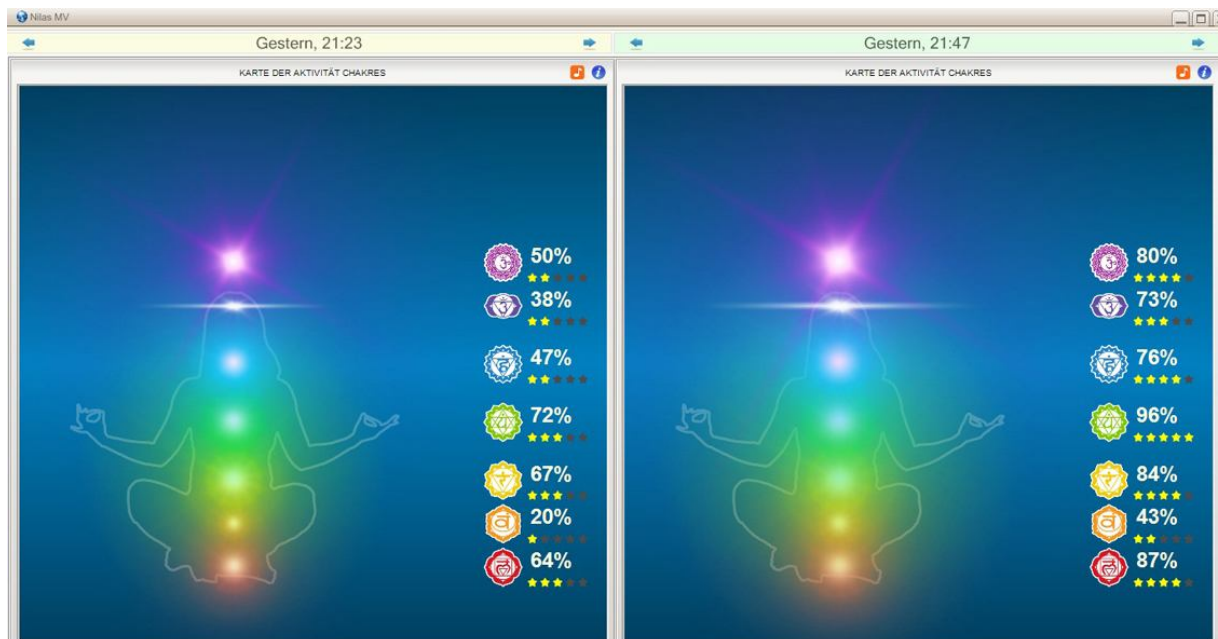 Nilas MV
Gestern, 21:23
Gestern, 21:47
KARTE DER AKTIVITÄT CHAKRES
KARTE DER AKTIVITÄT CHAKRES
50%
38%
47%
72%
67%
20%
64%
80%
73%
76%
96%
84%
43%
87%